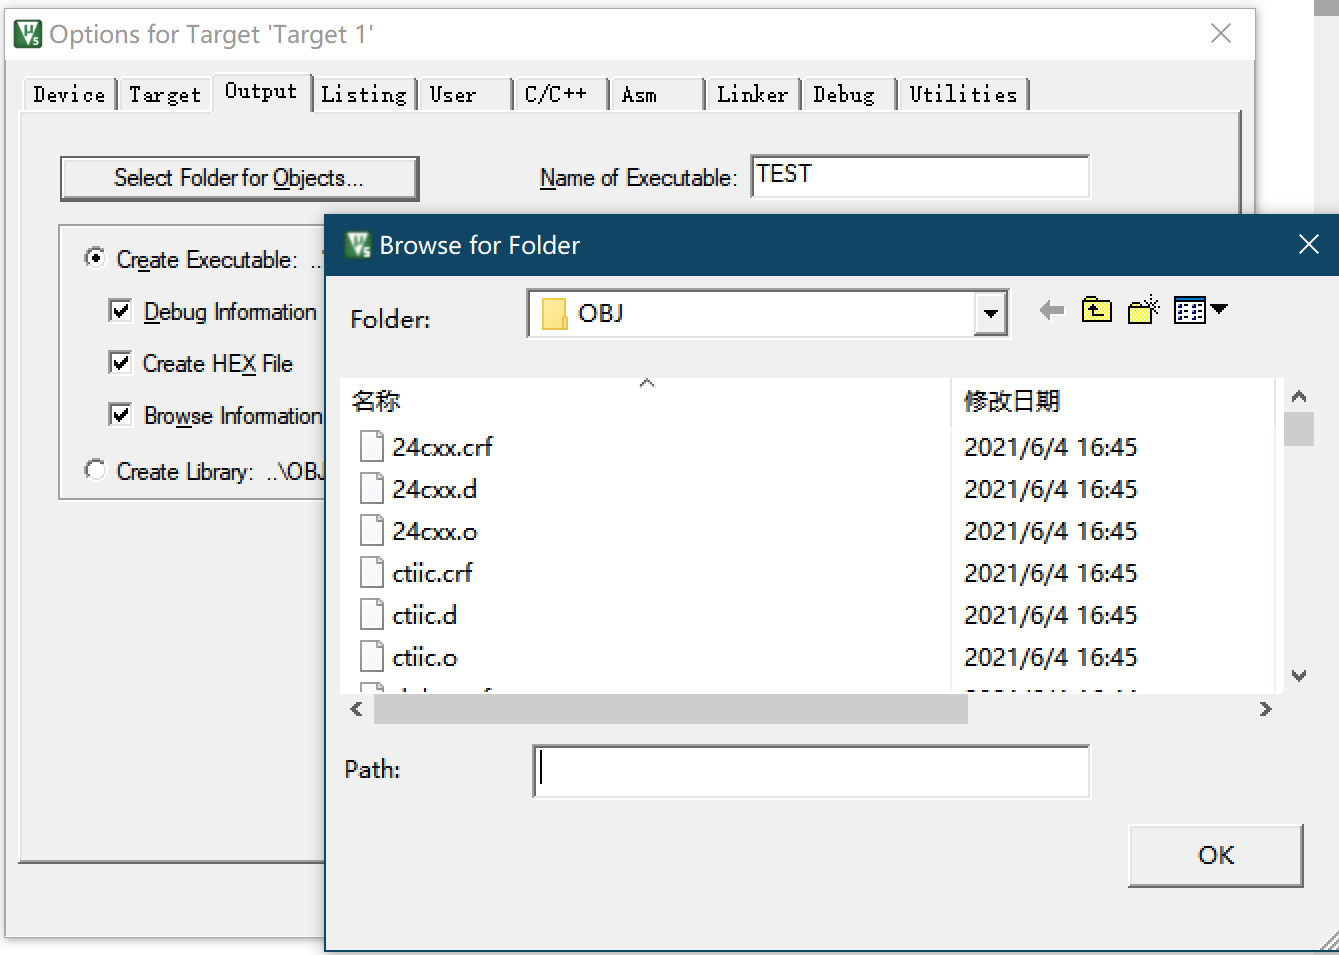 Options for Target 'Target 1'
Device Target Output Listing User C/C++ Asm Linker Debug Utilities
Select Folder for Objects...
Name of Executable: TEST
Create Executable: ..
Debug Information
Create HEX File
Browse Information
Create Library: ..\OBJ
Browse for Folder
Folder: OBJ
名称 修改日期
24cxx.crf 2021/6/4 16:45
24cxx.d 2021/6/4 16:45
24cxx.o 2021/6/4 16:45
ctiic.crf 2021/6/4 16:45
ctiic.d 2021/6/4 16:45
ctiic.o 2021/6/4 16:45
Path:
OK